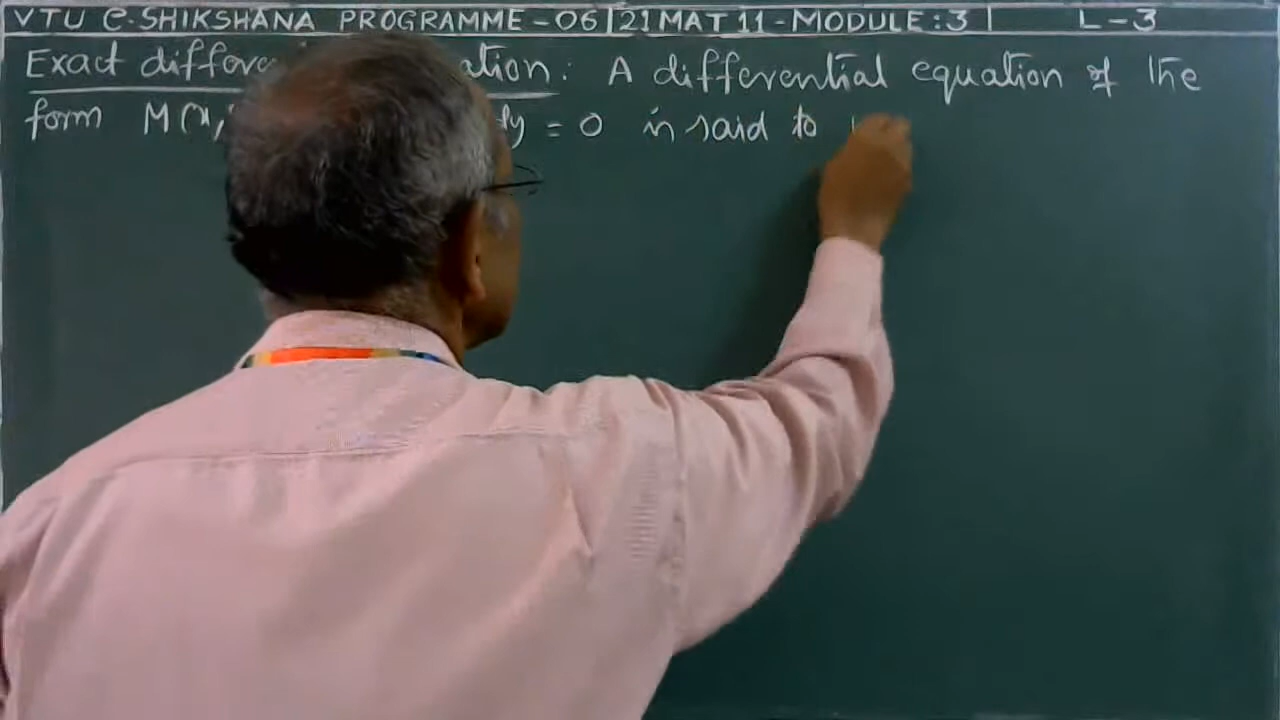 VTU e-SHIKSHANA PROGRAMME - 06 | 21MAT11 - MODULE : 3 | L - 3
Exact ation : A differential equation of the
form M(x, dy = 0 is said to